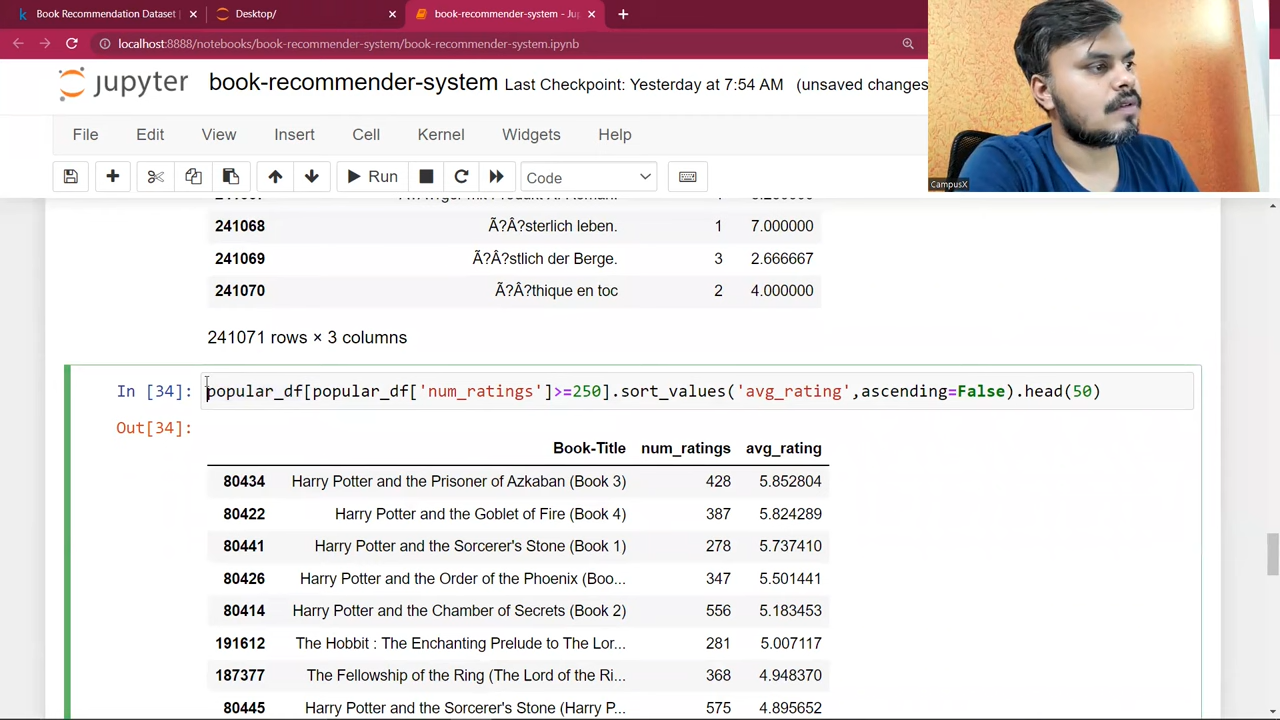 Book Recommendation Dataset
Desktop/
book-recommender-system - Ju
localhost:8888/notebooks/book-recommender-system/book-recommender-system.ipynb
jupyter book-recommender-system Last Checkpoint: Yesterday at 7:54 AM (unsaved changes
File Edit View Insert Cell Kernel Widgets Help
Run Code
CampusX
241068 Ã?Â?sterlich leben. 1 7.000000
241069 Ã?Â?stlich der Berge. 3 2.666667
241070 Ã?Â?thique en toc 2 4.000000
241071 rows × 3 columns
In [34]: popular_df[popular_df['num_ratings']>=250].sort_values('avg_rating',ascending=False).head(50)
Out[34]:
Book-Title num_ratings avg_rating
80434 Harry Potter and the Prisoner of Azkaban (Book 3) 428 5.852804
80422 Harry Potter and the Goblet of Fire (Book 4) 387 5.824289
80441 Harry Potter and the Sorcerer's Stone (Book 1) 278 5.737410
80426 Harry Potter and the Order of the Phoenix (Boo... 347 5.501441
80414 Harry Potter and the Chamber of Secrets (Book 2) 556 5.183453
191612 The Hobbit : The Enchanting Prelude to The Lor... 281 5.007117
187377 The Fellowship of the Ring (The Lord of the Ri... 368 4.948370
80445 Harry Potter and the Sorcerer's Stone (Harry P... 575 4.895652